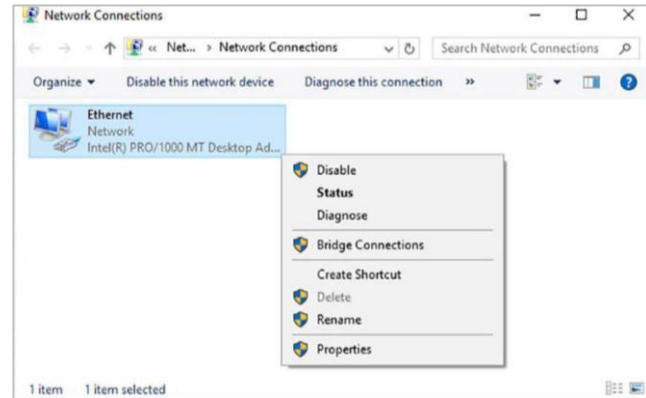 Network Connections
« Net... > Network Connections
Search Network Connections
Organize Disable this network device Diagnose this connection »
Ethernet
Network
Intel(R) PRO/1000 MT Desktop Ad...
Disable
Status
Diagnose
Bridge Connections
Create Shortcut
Delete
Rename
Properties
1 item 1 item selected